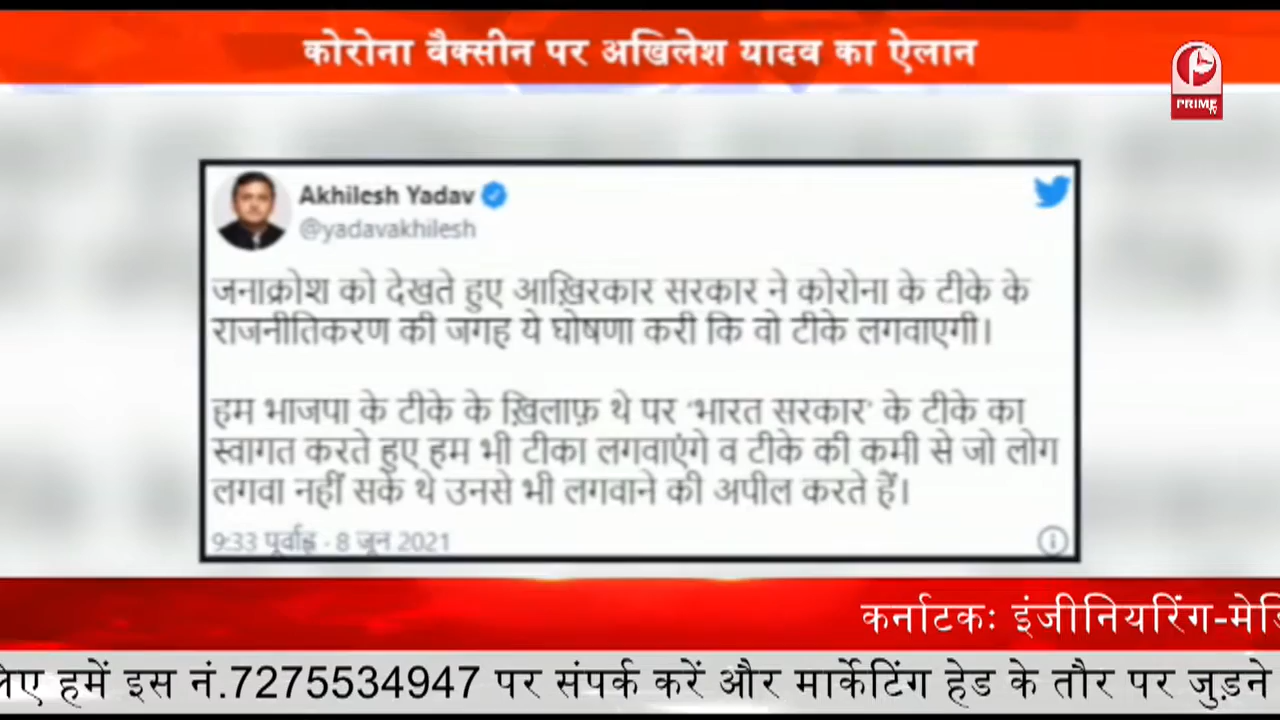 कोरोना वैक्सीन पर अखिलेश यादव का ऐलान
PRIME TV
Akhilesh Yadav
@yadavakhilesh
जनाक्रोश को देखते हुए आख़िरकार सरकार ने कोरोना के टीके के
राजनीतिकरण की जगह ये घोषणा करी कि वो टीके लगवाएगी।
हम भाजपा के टीके के ख़िलाफ़ थे पर ‘भारत सरकार’ के टीके का
स्वागत करते हुए हम भी टीका लगवाएंगे व टीके की कमी से जो लोग
लगवा नहीं सके थे उनसे भी लगवाने की अपील करते हैं।
9:33 पूर्वाह्न · 8 जून 2021
कर्नाटकः इंजीनियरिंग-मेडि
लिए हमें इस नं.7275534947 पर संपर्क करें और मार्केटिंग हेड के तौर पर जुड़ने